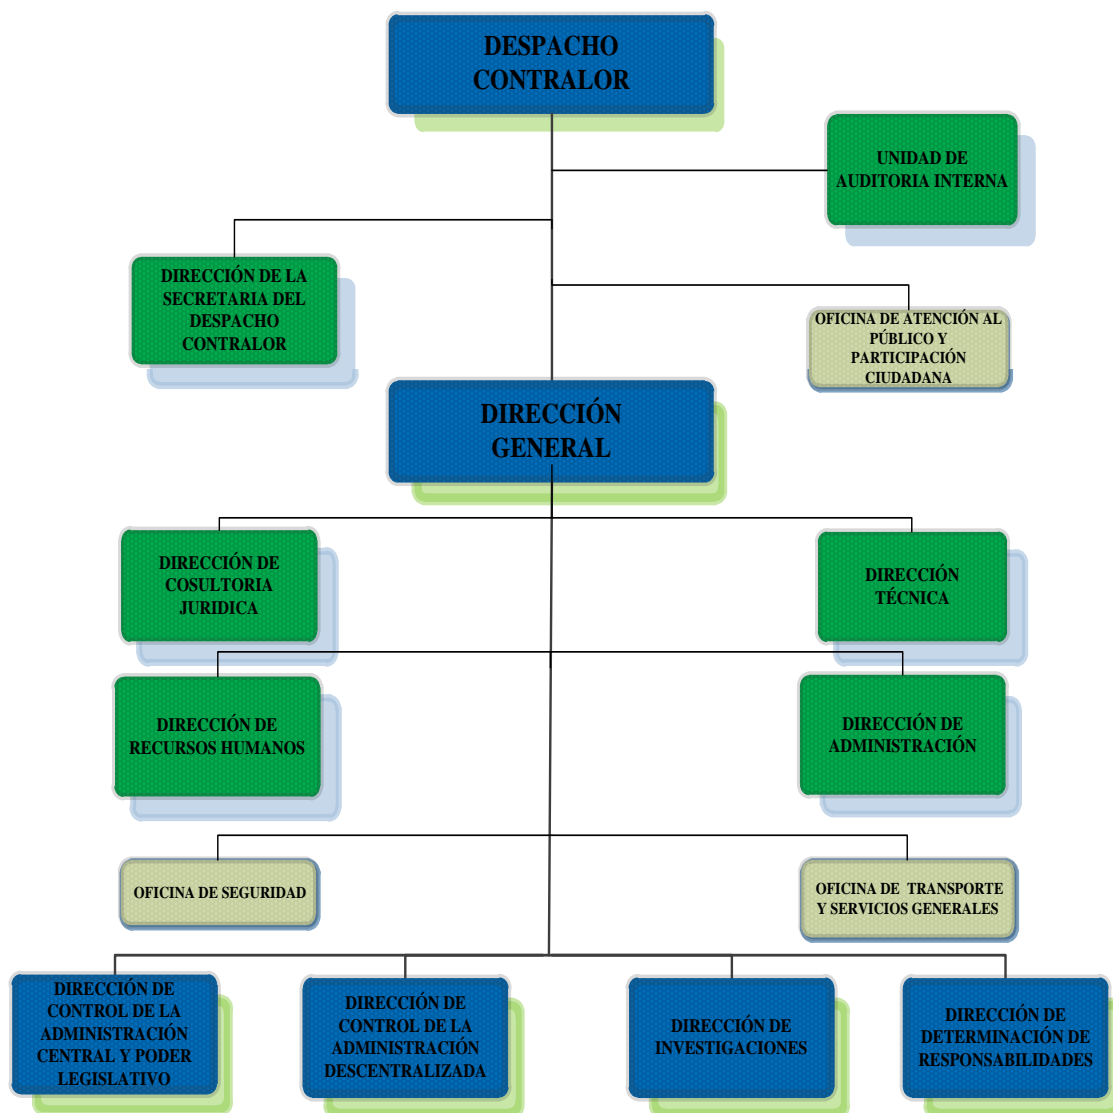 DESPACHO
CONTRALOR
UNIDAD DE
AUDITORIA INTERNA
DIRECCIÓN DE LA
SECRETARIA DEL
DESPACHO
CONTRALOR
OFICINA DE ATENCIÓN AL
PÚBLICO Y
PARTICIPACIÓN
CIUDADANA
DIRECCIÓN
GENERAL
DIRECCIÓN DE
COSULTORIA
JURIDICA
DIRECCIÓN
TÉCNICA
DIRECCIÓN DE
RECURSOS HUMANOS
DIRECCIÓN DE
ADMINISTRACIÓN
OFICINA DE SEGURIDAD
OFICINA DE TRANSPORTE
Y SERVICIOS GENERALES
DIRECCIÓN DE
CONTROL DE LA
ADMINISTRACIÓN
CENTRAL Y PODER
LEGISLATIVO
DIRECCIÓN DE
CONTROL DE LA
ADMINISTRACIÓN
DESCENTRALIZADA
DIRECCIÓN DE
INVESTIGACIONES
DIRECCIÓN DE
DETERMINACIÓN DE
RESPONSABILIDADES